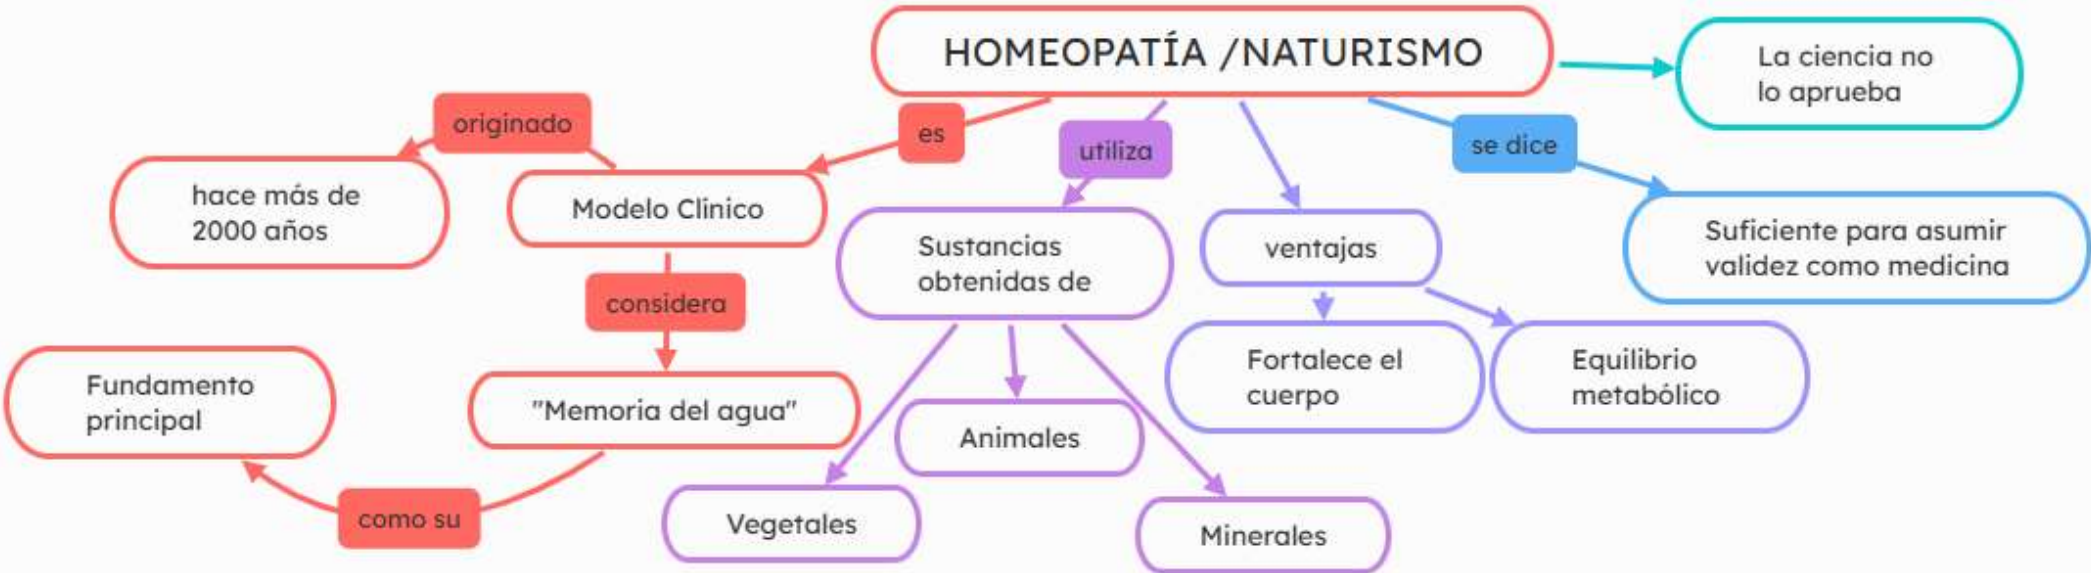 HOMEOPATÍA /NATURISMO
La ciencia no
lo aprueba
originado
es
utiliza
se dice
hace más de
2000 años
Modelo Clínico
Sustancias
obtenidas de
ventajas
Suficiente para asumir
validez como medicina
considera
Fundamento
principal
"Memoria del agua"
Fortalece el
cuerpo
Equilibrio
metabólico
Animales
como su
Vegetales
Minerales